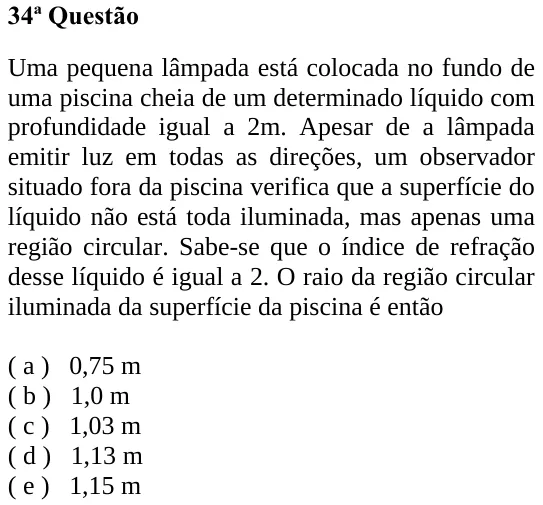 34ª Questão
Uma pequena lâmpada está colocada no fundo de
uma piscina cheia de um determinado líquido com
profundidade igual a 2m. Apesar de a lâmpada
emitir luz em todas as direções, um observador
situado fora da piscina verifica que a superfície do
líquido não está toda iluminada, mas apenas uma
região circular. Sabe-se que o índice de refração
desse líquido é igual a 2. O raio da região circular
iluminada da superfície da piscina é então
( a ) 0,75 m
( b ) 1,0 m
( c ) 1,03 m
( d ) 1,13 m
( e ) 1,15 m